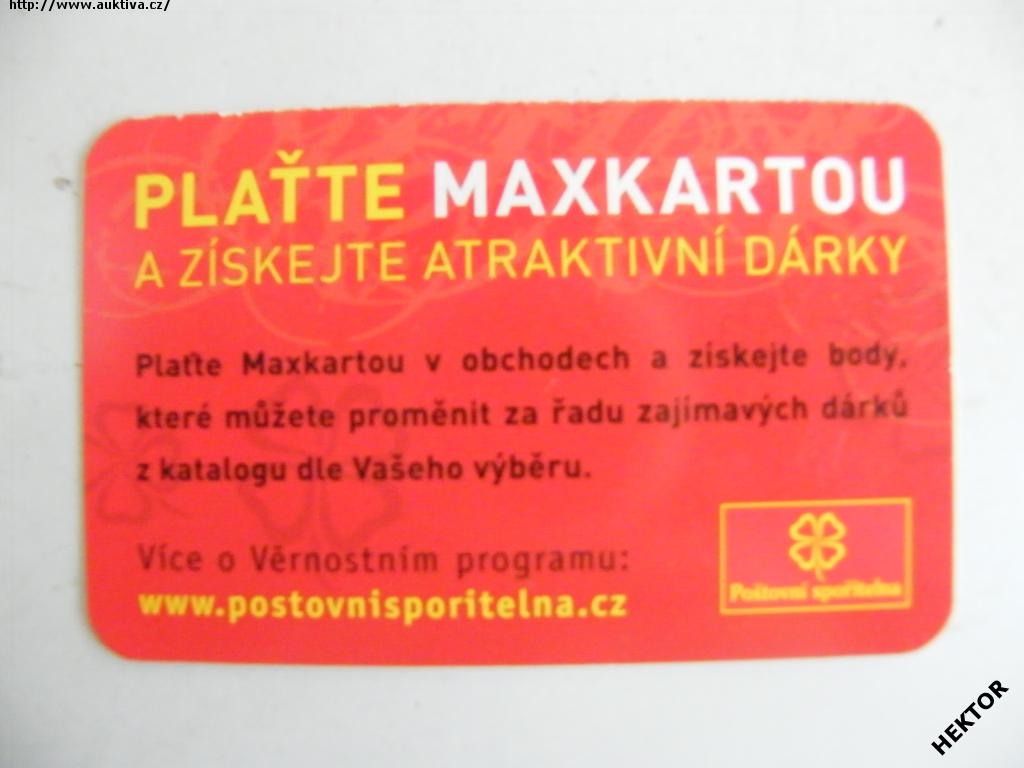 http://www.auktiva.cz/
PLAŤTE MAXKARTOU
A ZÍSKEJTE ATRAKTIVNÍ DÁRKY
Plaťte Maxkartou v obchodech a získejte body,
které můžete proměnit za řadu zajímavých dárků
z katalogu dle Vašeho výběru.
Více o Věrnostním programu:
www.postovnisporitelna.cz
Poštovní spořitelna
HEKTOR